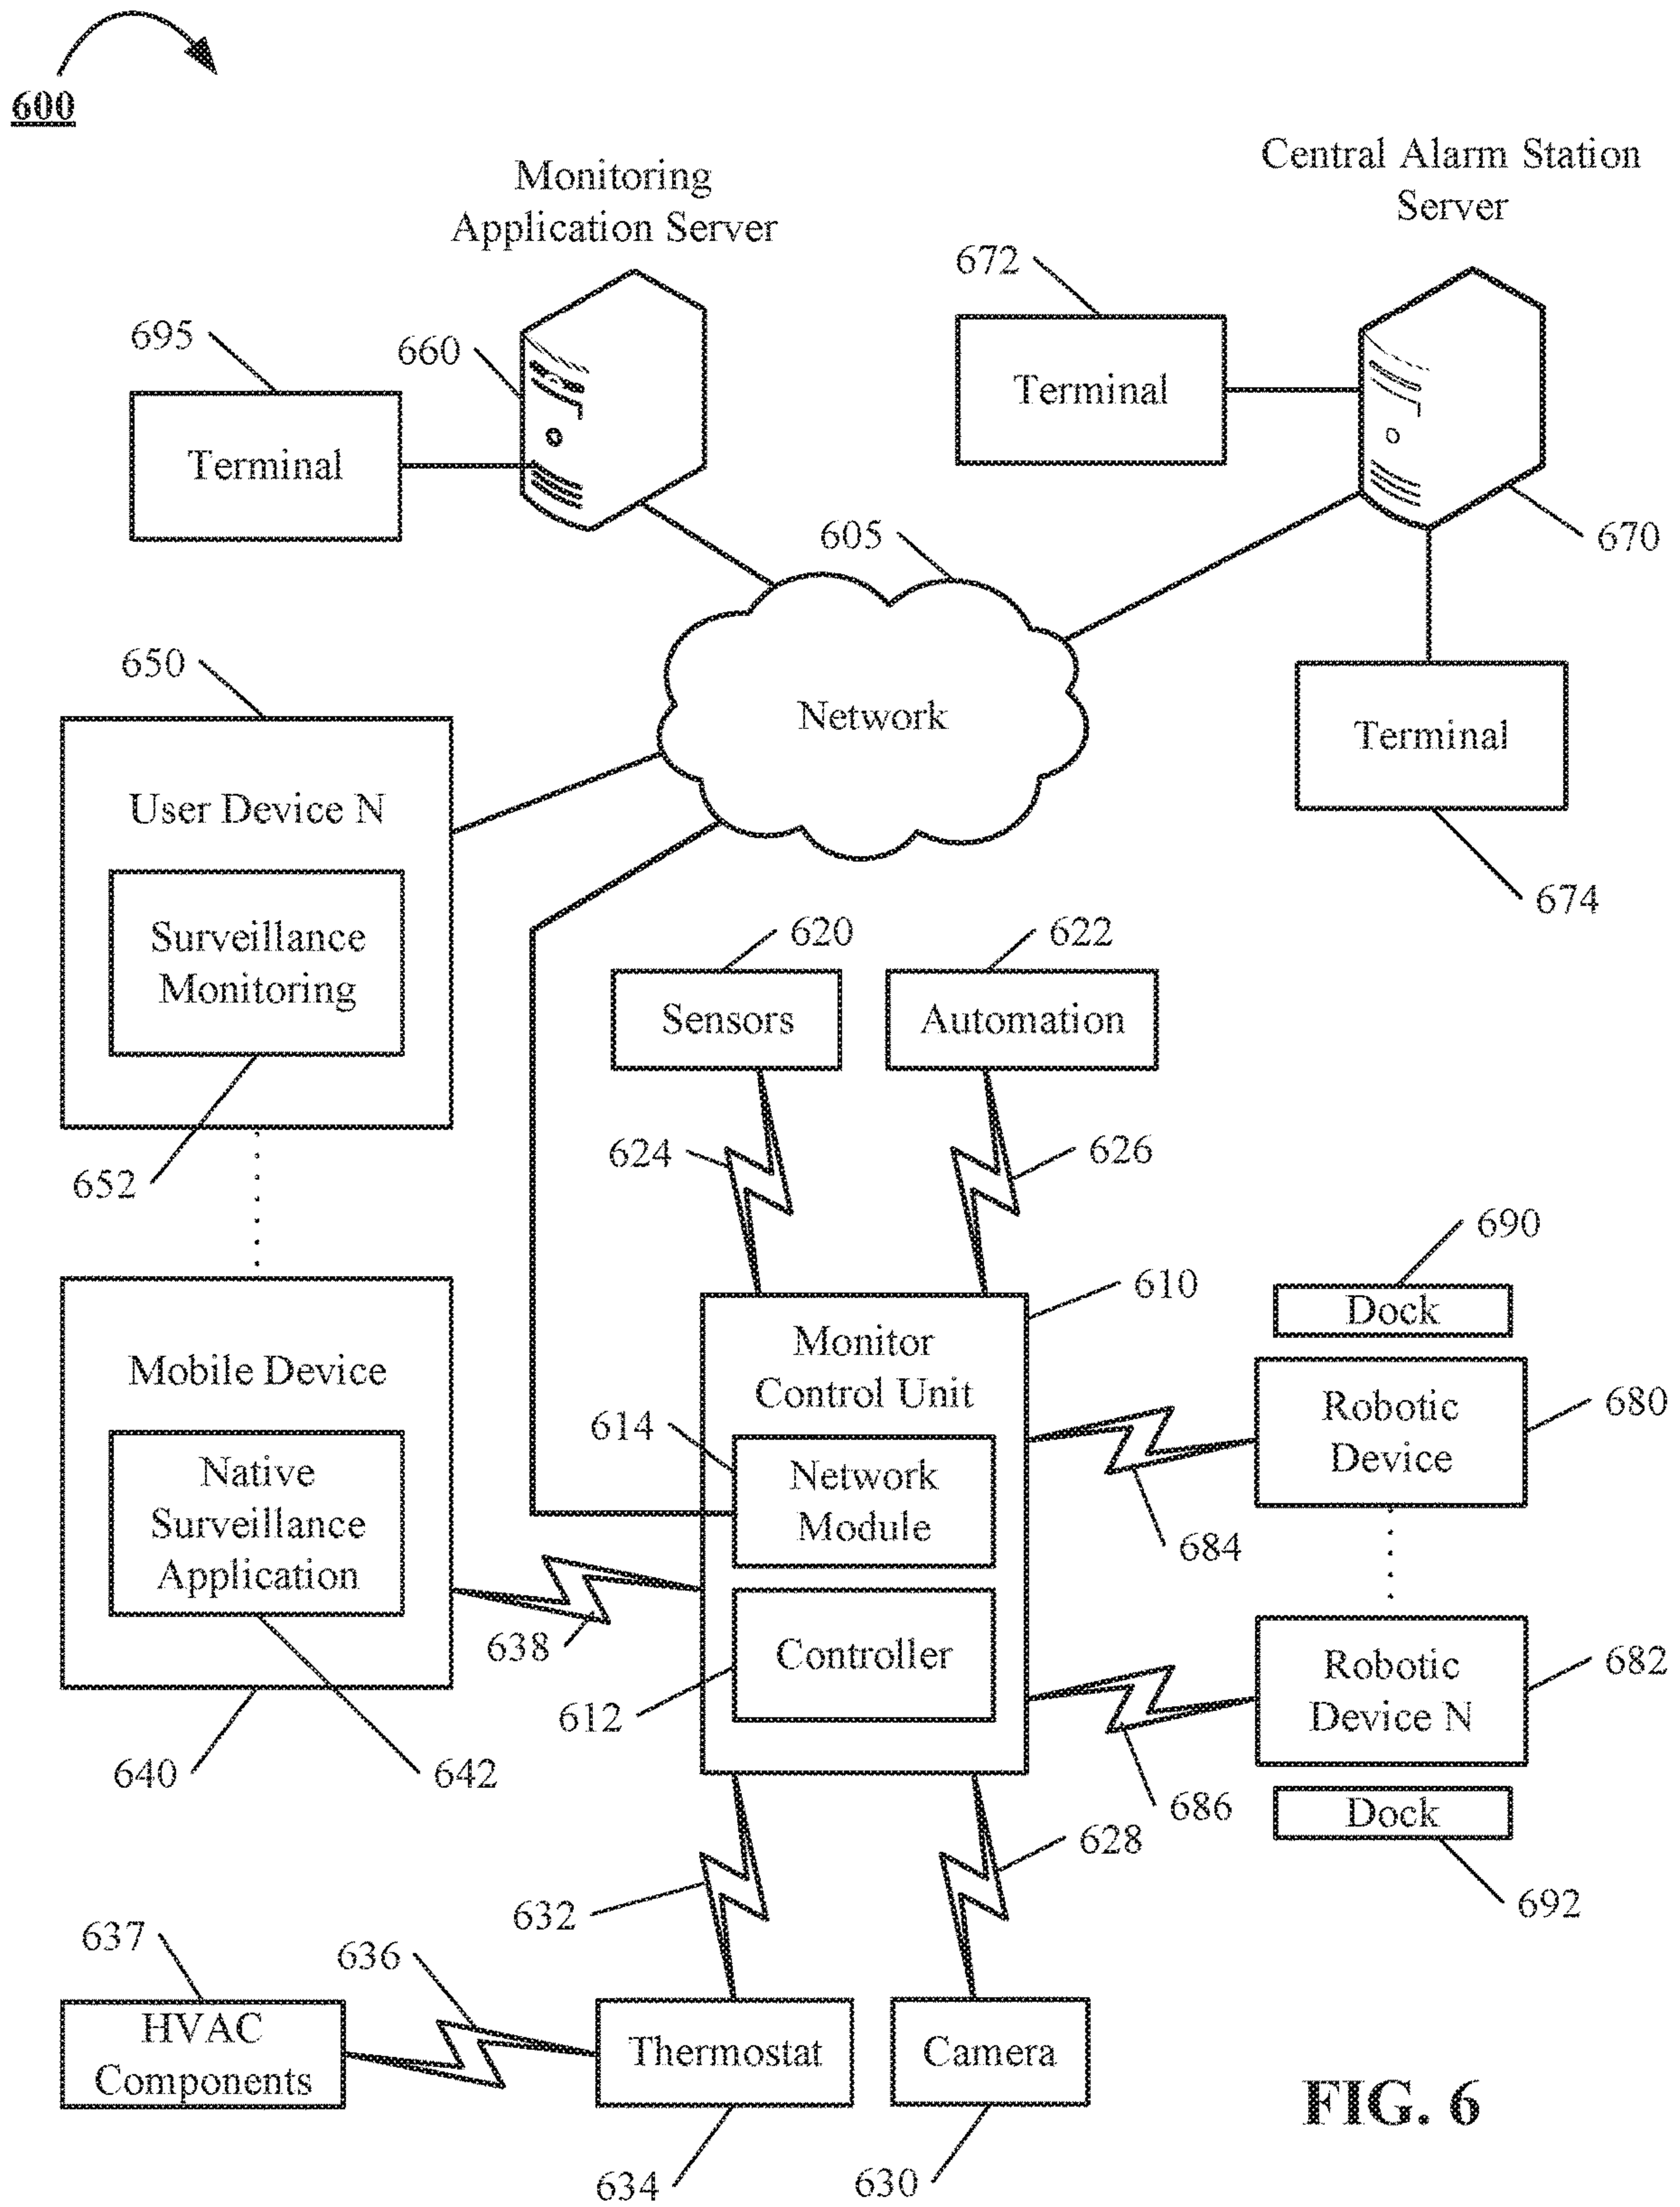 600
Monitoring
Application Server
Central Alarm Station
Server
672
695
660
Terminal
Terminal
605
670
650
Network
Terminal
User Device N
674
Surveillance
Monitoring
620
622
Sensors
Automation
624
626
652
690
610
Dock
Monitor
Control Unit
Mobile Device
614
Robotic
Device
680
Native
Surveillance
Application
Network
Module
684
638
Controller
612
Robotic
Device N
682
640
642
686
Dock
628
632
692
637
636
HVAC
Components
Thermostat
Camera
634
630
FIG. 6